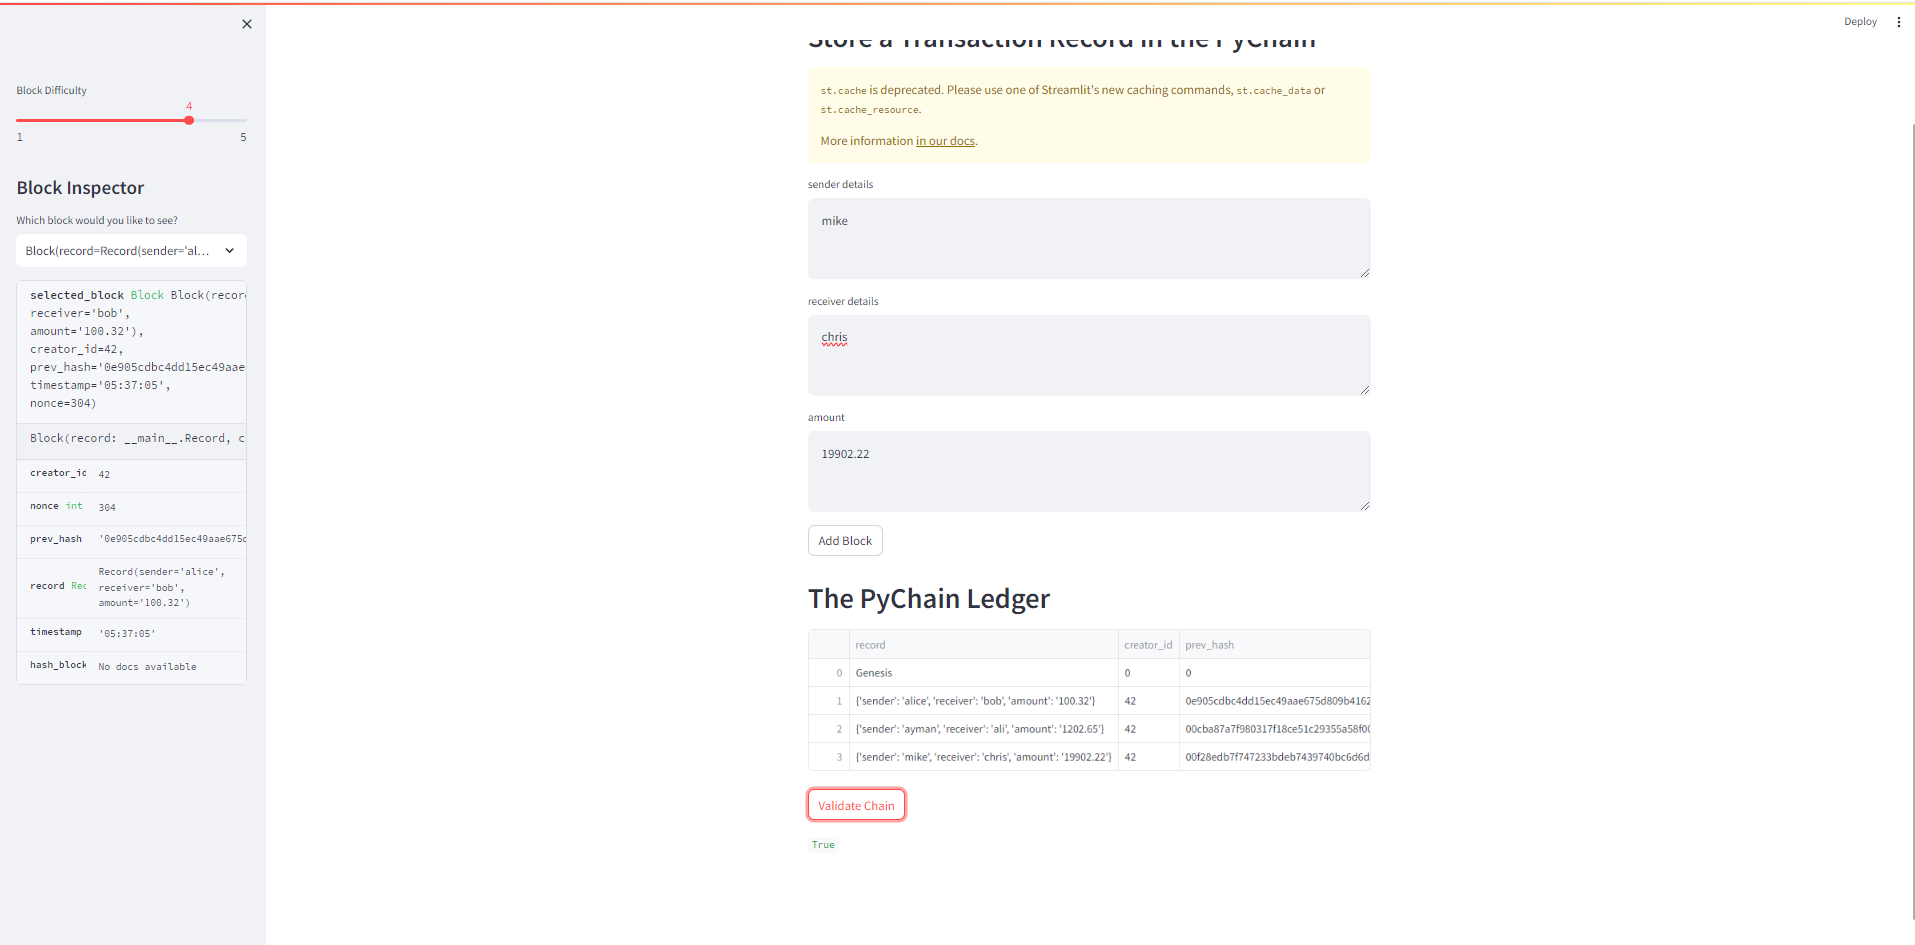 Deploy
Block Difficulty
4
1
5
Block Inspector
Which block would you like to see?
Block(record=Record(sender='al...
selected_block Block Block(recor
receiver='bob',
amount='100.32'),
creator_id=42,
prev_hash='0e905cdbc4dd15ec49aae
timestamp='05:37:05',
nonce=304)
Block(record: __main__.Record, c
creator_id 42
nonce int 304
prev_hash '0e905cdbc4dd15ec49aae675d
record Rec Record(sender='alice',
receiver='bob',
amount='100.32')
timestamp '05:37:05'
hash_block No docs available
Store a Transaction Record in the PyChain
st.cache is deprecated. Please use one of Streamlit's new caching commands, st.cache_data or
st.cache_resource.
More information in our docs.
sender details
mike
receiver details
chris
amount
19902.22
Add Block
The PyChain Ledger
record creator_id prev_hash
0 Genesis 0 0
1 {'sender': 'alice', 'receiver': 'bob', 'amount': '100.32'} 42 0e905cdbc4dd15ec49aae675d809b4162
2 {'sender': 'ayman', 'receiver': 'ali', 'amount': '1202.65'} 42 00cba87a7f980317f18ce51c29355a58f00
3 {'sender': 'mike', 'receiver': 'chris', 'amount': '19902.22'} 42 00f28edb7f747233bdeb7439740bc6d6d
Validate Chain
True